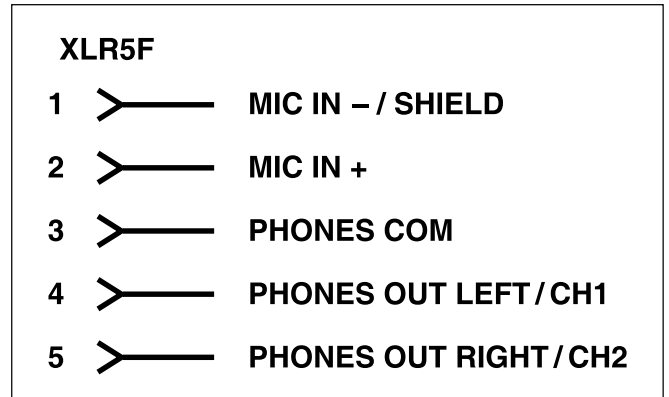 XLR5F
1 MIC IN – / SHIELD
2 MIC IN +
3 PHONES COM
4 PHONES OUT LEFT / CH1
5 PHONES OUT RIGHT / CH2